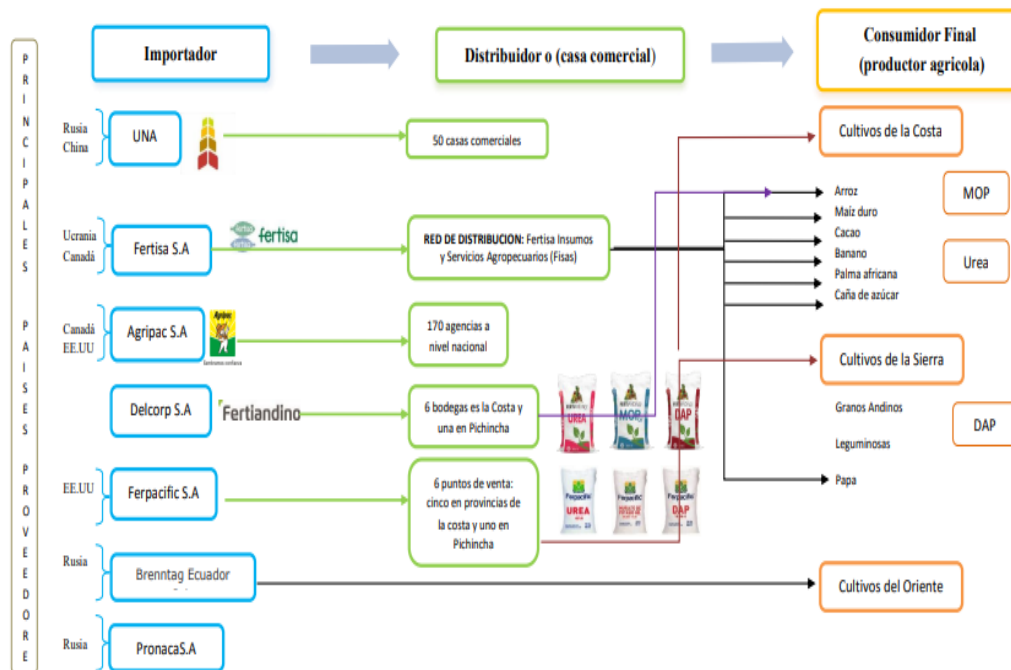 PRINCIPALES PAISES PROVEEDORE
Importador
Distribuidor o (casa comercial)
Consumidor Final
(productor agricola)
Rusia
China
UNA
50 casas comerciales
Cultivos de la Costa
Ucrania
Canadá
Fertisa S.A
fertisa
RED DE DISTRIBUCION: Fertisa Insumos
y Servicios Agropecuarios (Fisas)
Arroz
Maíz duro
Cacao
Banano
Palma africana
Caña de azúcar
MOP
Urea
Canadá
EE.UU
Agripac S.A
Agripac
170 agencias a
nivel nacional
Cultivos de la Sierra
Granos Andinos
Leguminosas
Papa
DAP
Delcorp S.A
Fertiandino
6 bodegas es la Costa y
una en Pichincha
UREA
MOP
DAP
EE.UU
Ferpacific S.A
6 puntos de venta:
cinco en provincias de
la costa y uno en
Pichincha
Ferpacific
UREA
Ferpacific
Ferpacific
DAP
Rusia
Brenntag Ecuador
Cultivos del Oriente
Rusia
PronacaS.A